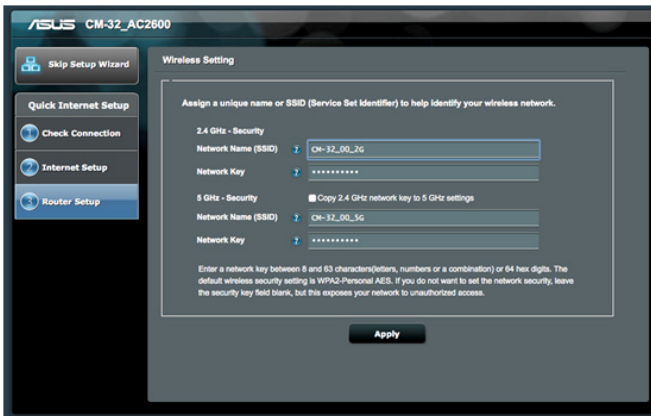 ASUS CM-32_AC2600
Skip Setup Wizard
Quick Internet Setup
1 Check Connection
2 Internet Setup
3 Router Setup
Wireless Setting
Assign a unique name or SSID (Service Set Identifier) to help identify your wireless network.
2.4 GHz - Security
Network Name (SSID) ? CM-32_00_2G
Network Key ? ••••••••••
5 GHz - Security Copy 2.4 GHz network key to 5 GHz settings
Network Name (SSID) ? CM-32_00_5G
Network Key ? ••••••••••
Enter a network key between 8 and 63 characters(letters, numbers or a combination) or 64 hex digits. The
default wireless security setting is WPA2-Personal AES. If you do not want to set the network security, leave
the security key field blank, but this exposes your network to unauthorized access.
Apply